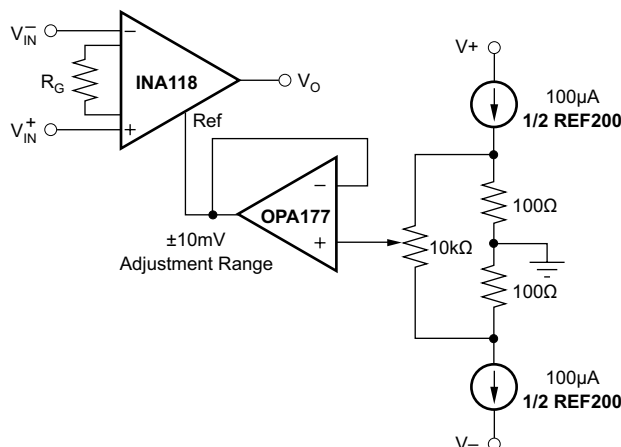 V−IN
RG
V+IN
−
+
INA118
VO
Ref
−
+
OPA177
±10mV
Adjustment Range
10kΩ
V+
100µA
1/2 REF200
100Ω
100Ω
100µA
1/2 REF200
V−